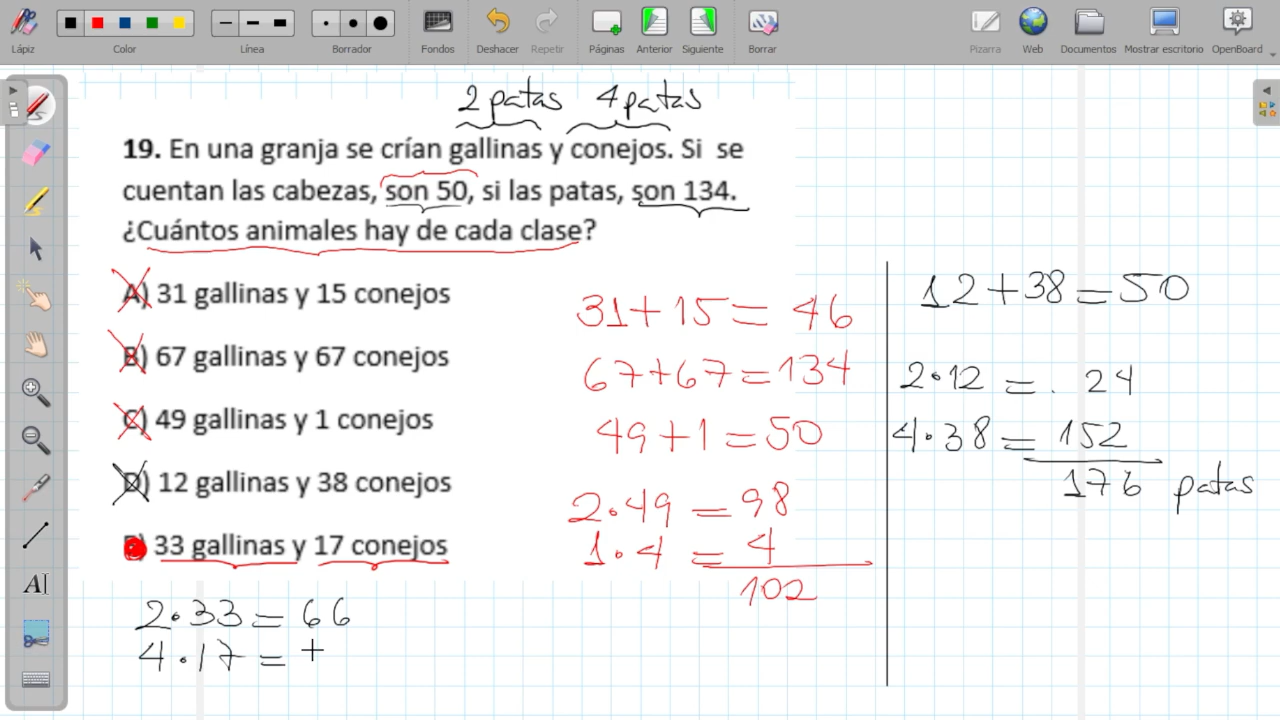 Lápiz Color Línea Borrador Fondos Deshacer Repetir Páginas Anterior Siguiente Borrar Pizarra Web Documentos Mostrar escritorio OpenBoard
2 patas 4 patas
19. En una granja se crían gallinas y conejos. Si se
cuentan las cabezas, son 50, si las patas, son 134.
¿Cuántos animales hay de cada clase?
A) 31 gallinas y 15 conejos
B) 67 gallinas y 67 conejos
C) 49 gallinas y 1 conejos
D) 12 gallinas y 38 conejos
33 gallinas y 17 conejos
2·33 = 66
4·17 = +
31 + 15 = 46
67 + 67 = 134
49 + 1 = 50
2·49 = 98
1·4 = 4
102
12 + 38 = 50
2·12 = 24
4·38 = 152
176 patas
AI